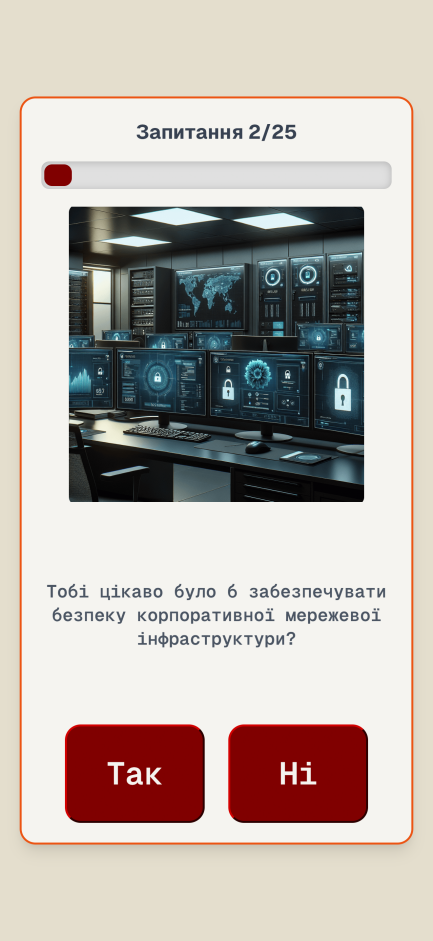 Запитання 2/25
Тобі цікаво було б забезпечувати
безпеку корпоративної мережевої
інфраструктури?
Так
Ні